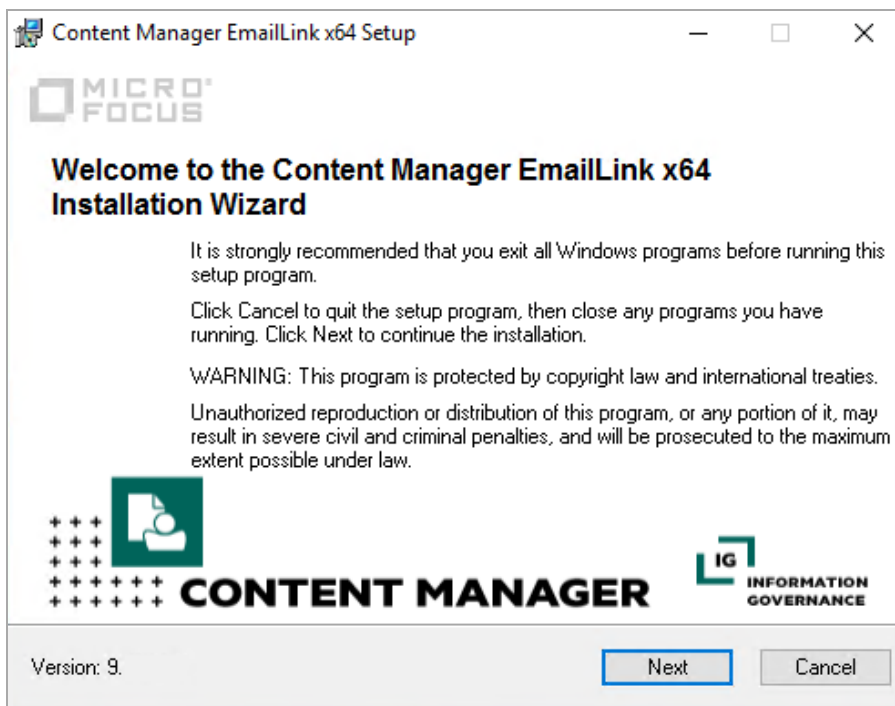 Content Manager EmailLink x64 Setup
MICRO
FOCUS
Welcome to the Content Manager EmailLink x64
Installation Wizard
It is strongly recommended that you exit all Windows programs before running this
setup program.
Click Cancel to quit the setup program, then close any programs you have
running. Click Next to continue the installation.
WARNING: This program is protected by copyright law and international treaties.
Unauthorized reproduction or distribution of this program, or any portion of it, may
result in severe civil and criminal penalties, and will be prosecuted to the maximum
extent possible under law.
CONTENT MANAGER
IG
INFORMATION
GOVERNANCE
Version: 9.
Next
Cancel